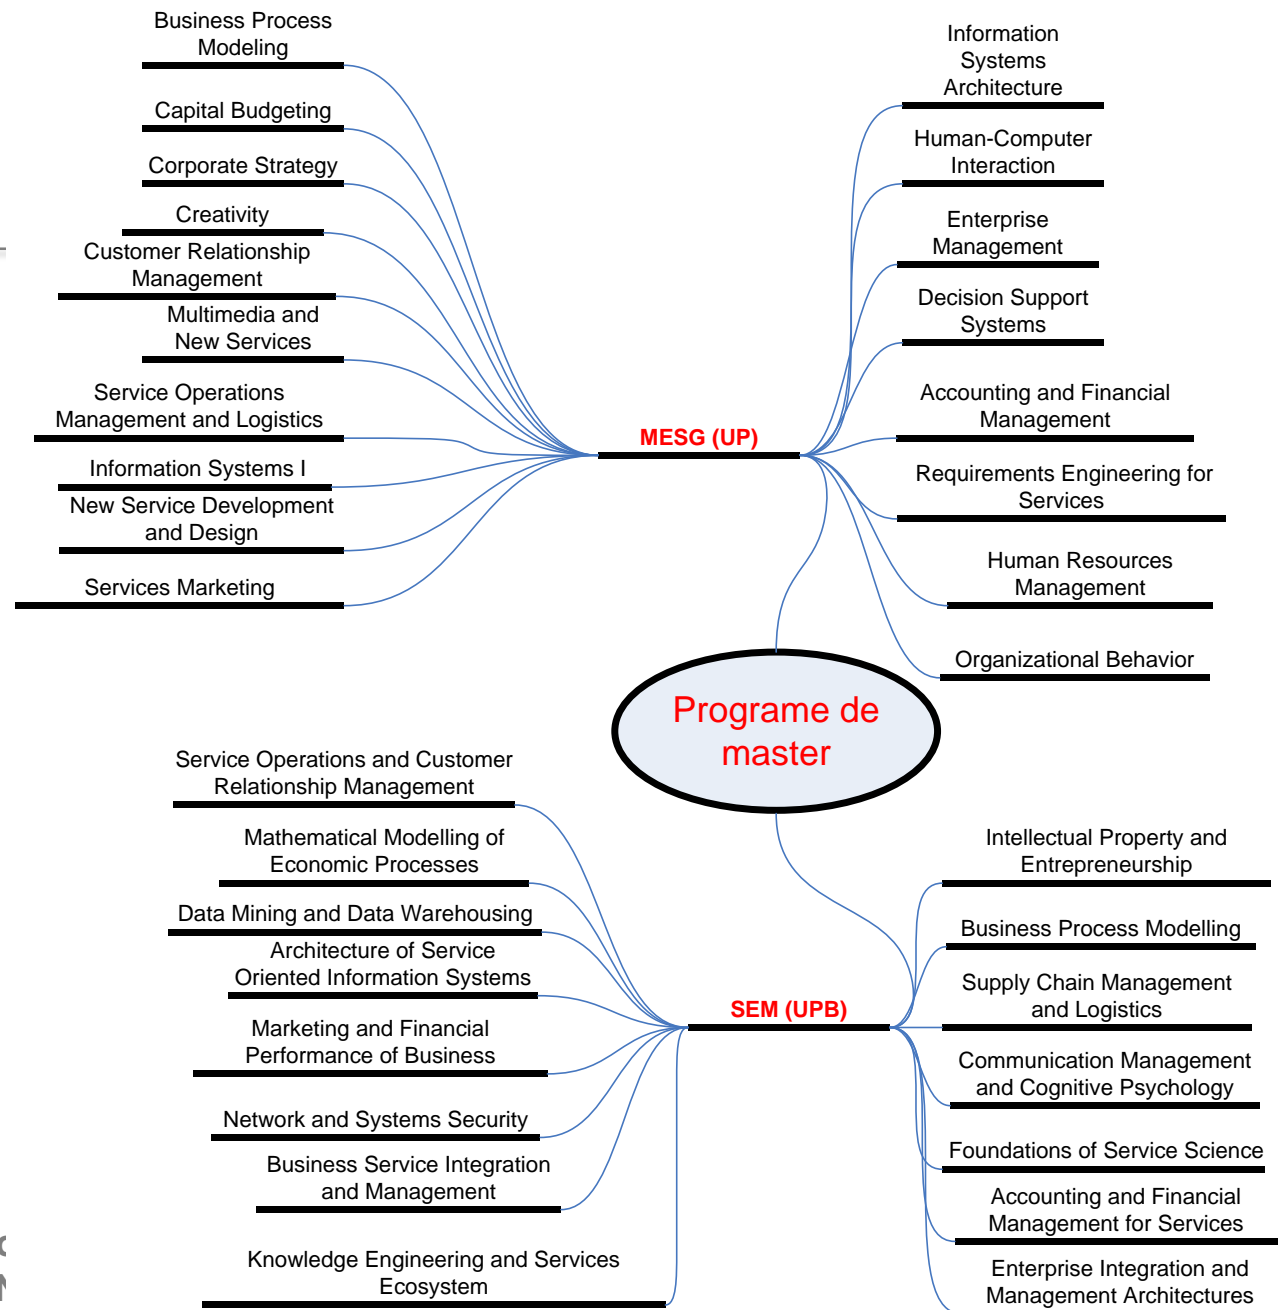 Business Process
Modeling
Capital Budgeting
Corporate Strategy
Creativity
Customer Relationship
Management
Multimedia and
New Services
Service Operations
Management and Logistics
Information Systems I
New Service Development
and Design
Services Marketing
MESG (UP)
Information
Systems
Architecture
Human-Computer
Interaction
Enterprise
Management
Decision Support
Systems
Accounting and Financial
Management
Requirements Engineering for
Services
Human Resources
Management
Organizational Behavior
Programe de
master
Service Operations and Customer
Relationship Management
Mathematical Modelling of
Economic Processes
Data Mining and Data Warehousing
Architecture of Service
Oriented Information Systems
Marketing and Financial
Performance of Business
Network and Systems Security
Business Service Integration
and Management
Knowledge Engineering and Services
Ecosystem
SEM (UPB)
Intellectual Property and
Entrepreneurship
Business Process Modelling
Supply Chain Management
and Logistics
Communication Management
and Cognitive Psychology
Foundations of Service Science
Accounting and Financial
Management for Services
Enterprise Integration and
Management Architectures